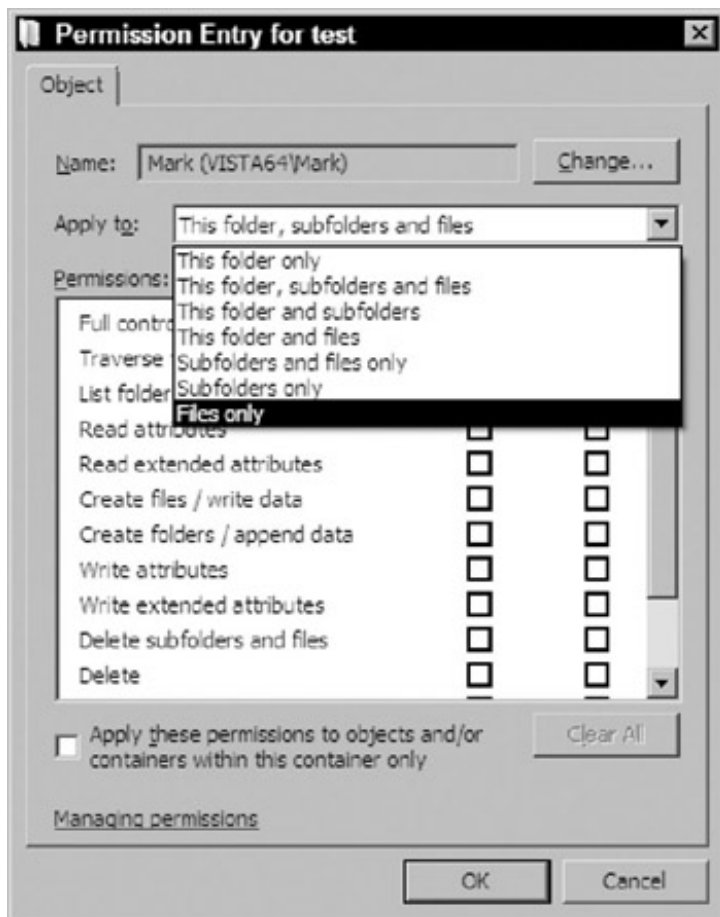 Permission Entry for test
Object
Name: Mark (VISTA64\Mark) Change...
Apply to: This folder, subfolders and files
This folder only
Permissions: This folder, subfolders and files
This folder and subfolders
Full contro This folder and files
Traverse Subfolders and files only
List folder Subfolders only
Files only
Read attributes
Read extended attributes
Create files / write data
Create folders / append data
Write attributes
Write extended attributes
Delete subfolders and files
Delete
Apply these permissions to objects and/or Clear All
containers within this container only
Managing permissions
OK Cancel